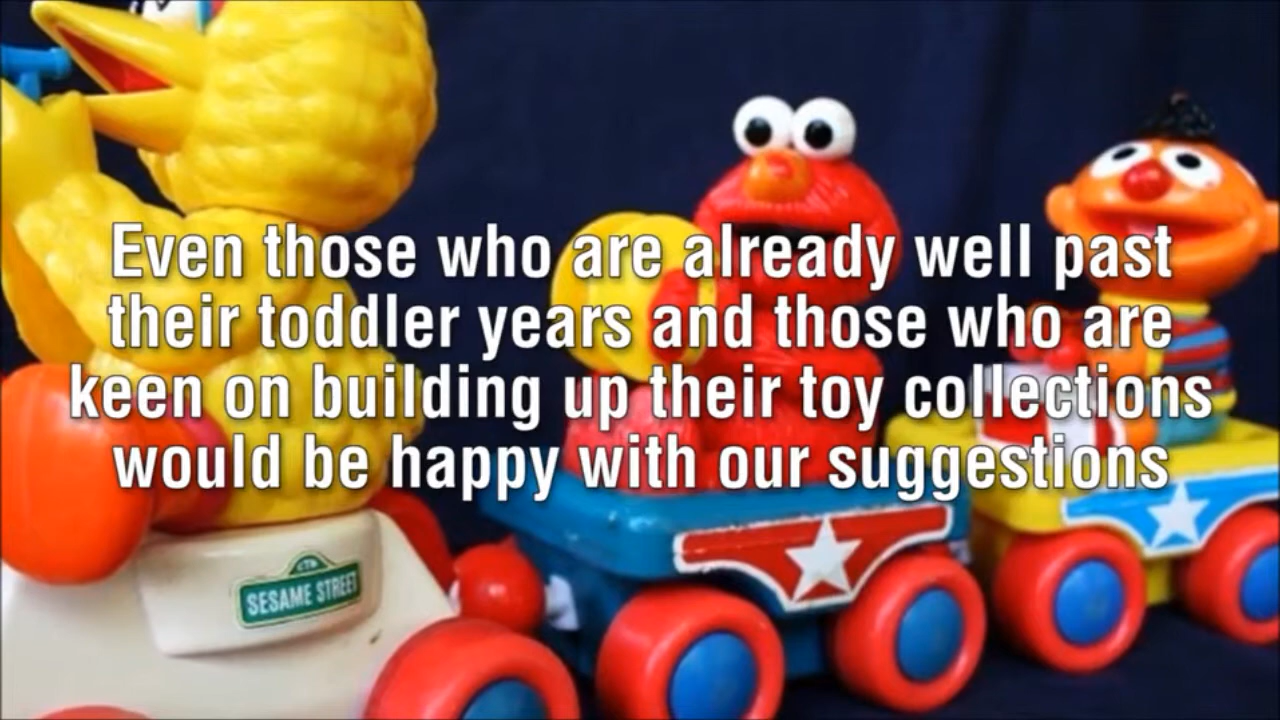 Even those who are already well past
their toddler years and those who are
keen on building up their toy collections
would be happy with our suggestions
CTW
SESAME STREET